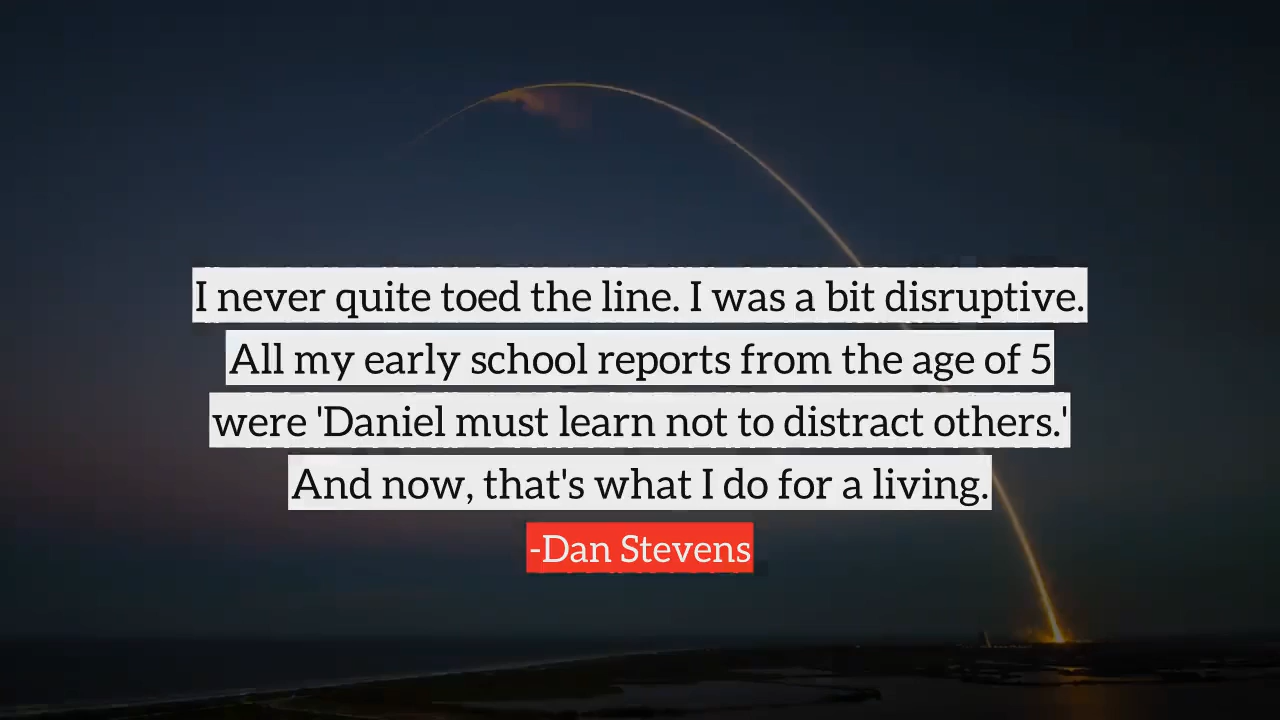 I never quite toed the line. I was a bit disruptive.
All my early school reports from the age of 5
were 'Daniel must learn not to distract others.'
And now, that's what I do for a living.
-Dan Stevens